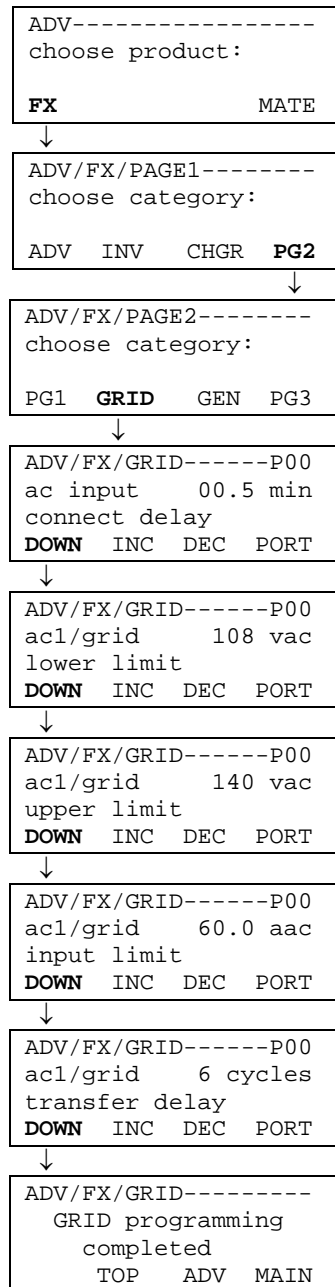 ADV-----------------
choose product:
FX MATE
↓
ADV/FX/PAGE1--------
choose category:
ADV INV CHGR PG2
↓
ADV/FX/PAGE2--------
choose category:
PG1 GRID GEN PG3
↓
ADV/FX/GRID------P00
ac input 00.5 min
connect delay
DOWN INC DEC PORT
↓
ADV/FX/GRID------P00
ac1/grid 108 vac
lower limit
DOWN INC DEC PORT
↓
ADV/FX/GRID------P00
ac1/grid 140 vac
upper limit
DOWN INC DEC PORT
↓
ADV/FX/GRID------P00
ac1/grid 60.0 aac
input limit
DOWN INC DEC PORT
↓
ADV/FX/GRID------P00
ac1/grid 6 cycles
transfer delay
DOWN INC DEC PORT
↓
ADV/FX/GRID---------
GRID programming
completed
TOP ADV MAIN